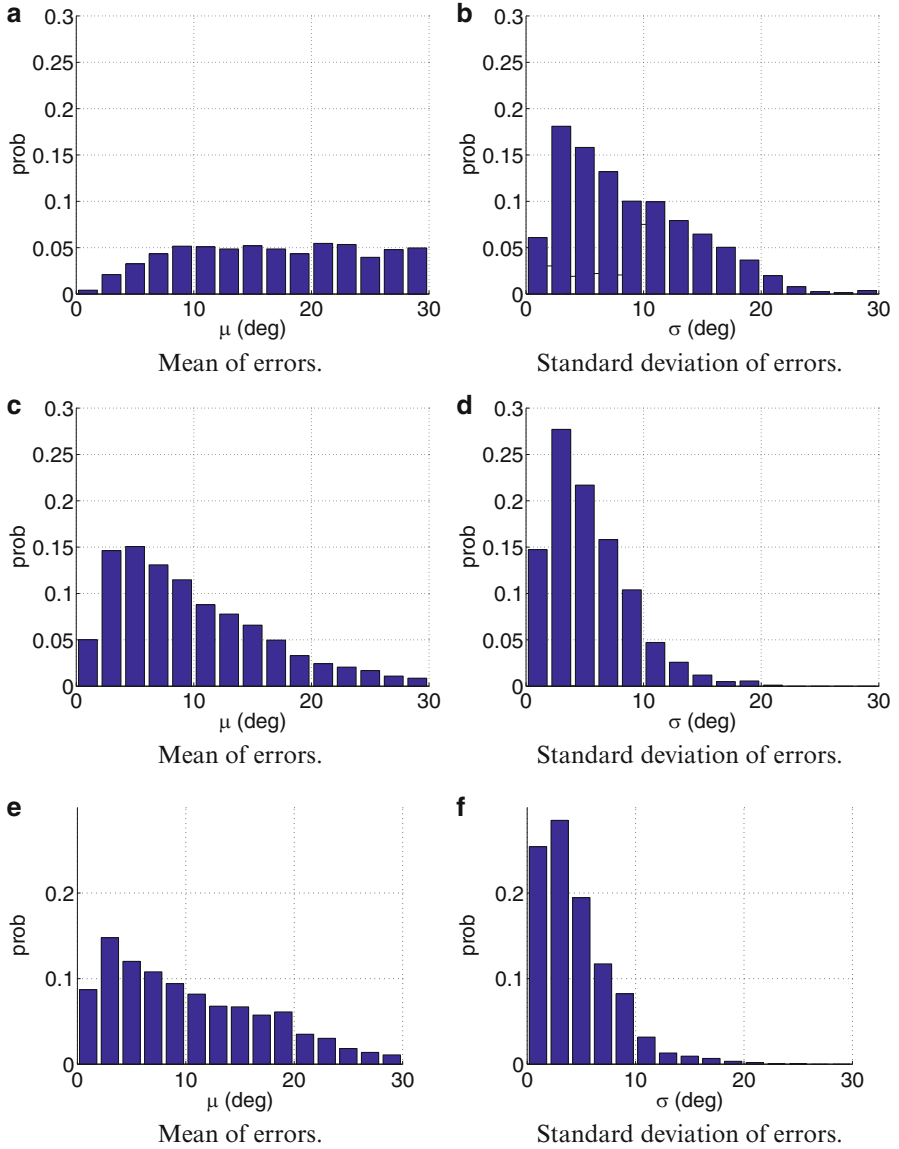 a
0.3
0.25
0.2
0.15
0.1
0.05
0
prob
0 10 20 30
μ (deg)
Mean of errors.
b
0.3
0.25
0.2
0.15
0.1
0.05
0
prob
0 10 20 30
σ (deg)
Standard deviation of errors.
c
0.3
0.25
0.2
0.15
0.1
0.05
0
prob
0 10 20 30
μ (deg)
Mean of errors.
d
0.3
0.25
0.2
0.15
0.1
0.05
0
prob
0 10 20 30
σ (deg)
Standard deviation of errors.
e
0.2
0.1
0
prob
0 10 20 30
μ (deg)
Mean of errors.
f
0.2
0.1
0
prob
0 10 20 30
σ (deg)
Standard deviation of errors.